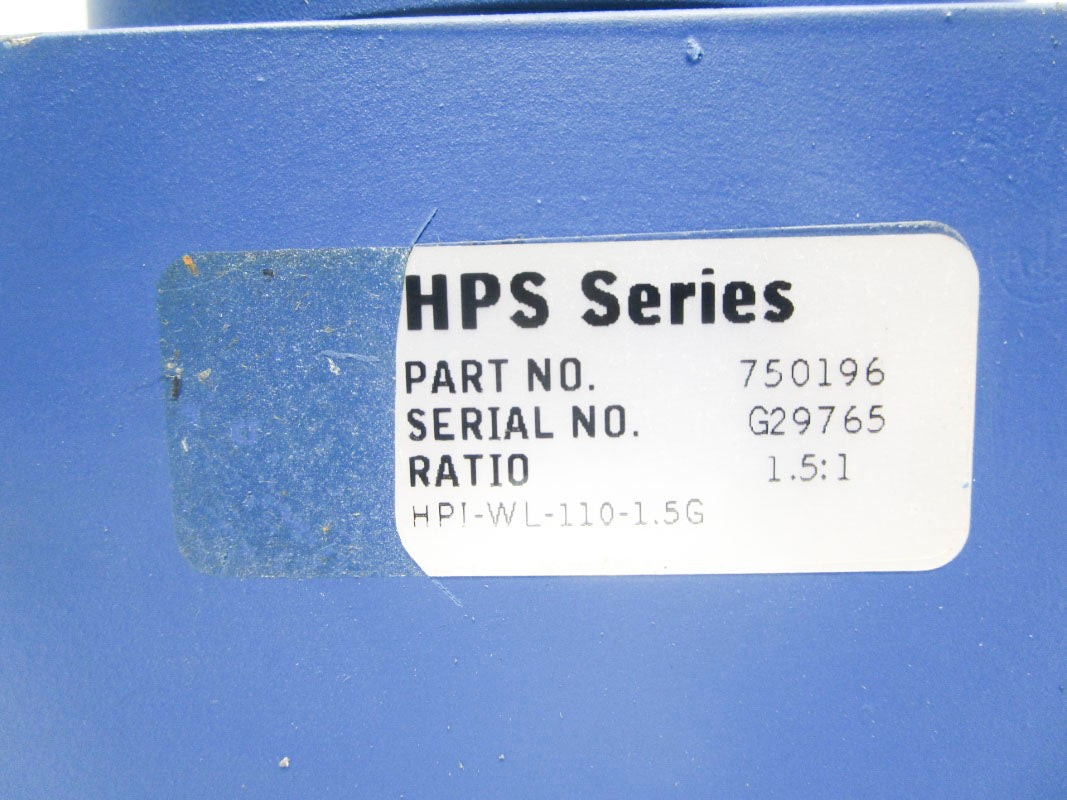 HPS Series
PART NO. 750196
SERIAL NO. G29765
RATIO 1.5:1
HPI-WL-110-1.5G